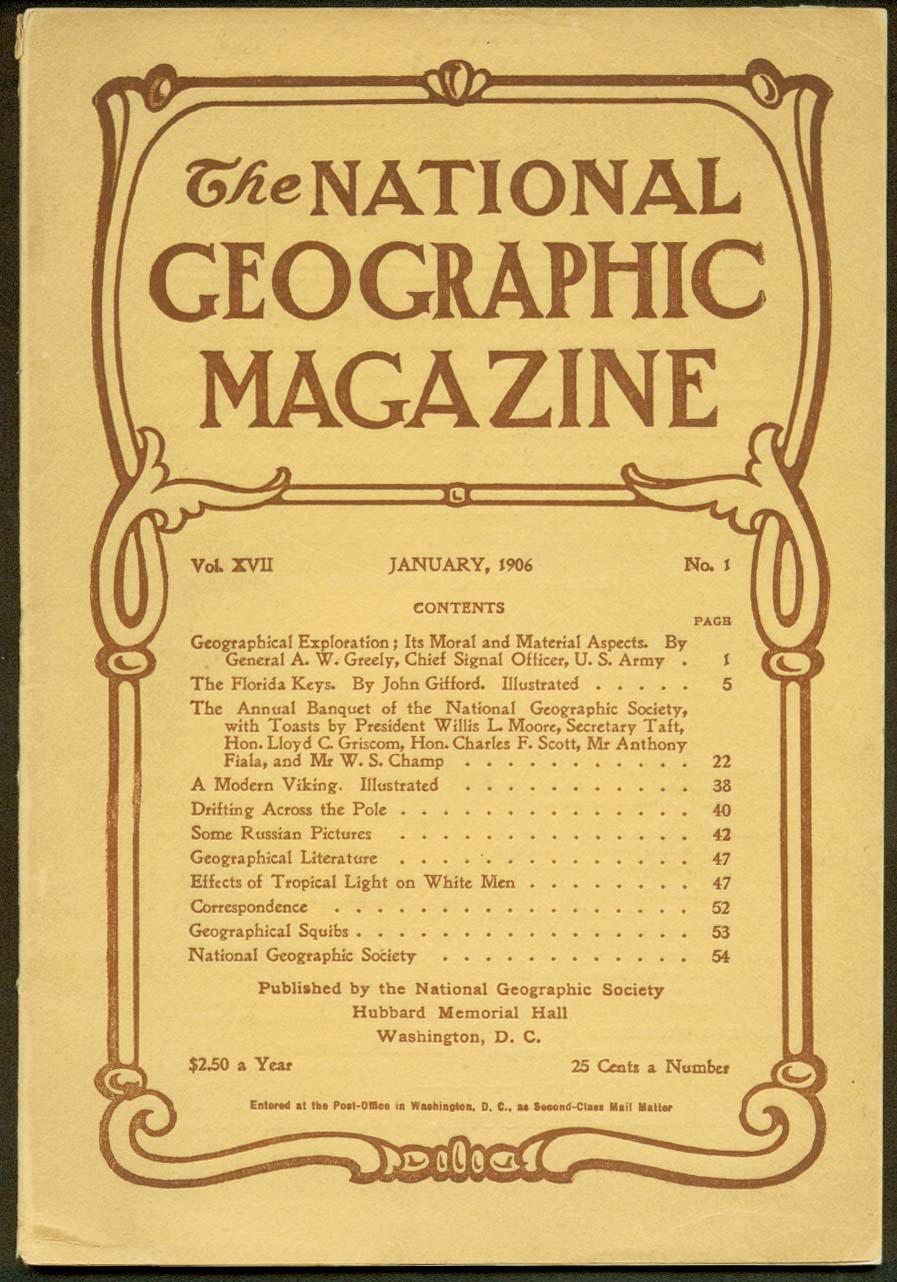 The NATIONAL
GEOGRAPHIC
MAGAZINE
Vol. XVII JANUARY, 1906 No. 1
CONTENTS
PAGE
Geographical Exploration; Its Moral and Material Aspects. By
General A. W. Greely, Chief Signal Officer, U. S. Army . 1
The Florida Keys. By John Gifford. Illustrated . . . . . 5
The Annual Banquet of the National Geographic Society,
with Toasts by President Willis L. Moore, Secretary Taft,
Hon. Lloyd C. Griscom, Hon. Charles F. Scott, Mr Anthony
Fiala, and Mr W. S. Champ . . . . . . . . . . 22
A Modern Viking. Illustrated . . . . . . . . . . 38
Drifting Across the Pole . . . . . . . . . . . . . 40
Some Russian Pictures . . . . . . . . . . . . . 42
Geographical Literature . . . . . . . . . . . . . 47
Effects of Tropical Light on White Men . . . . . . . 47
Correspondence . . . . . . . . . . . . . . . 52
Geographical Squibs . . . . . . . . . . . . . . 53
National Geographic Society . . . . . . . . . . . 54
Published by the National Geographic Society
Hubbard Memorial Hall
Washington, D. C.
$2.50 a Year 25 Cents a Number
Entered at the Post-Office in Washington, D. C., as Second-Class Mail Matter